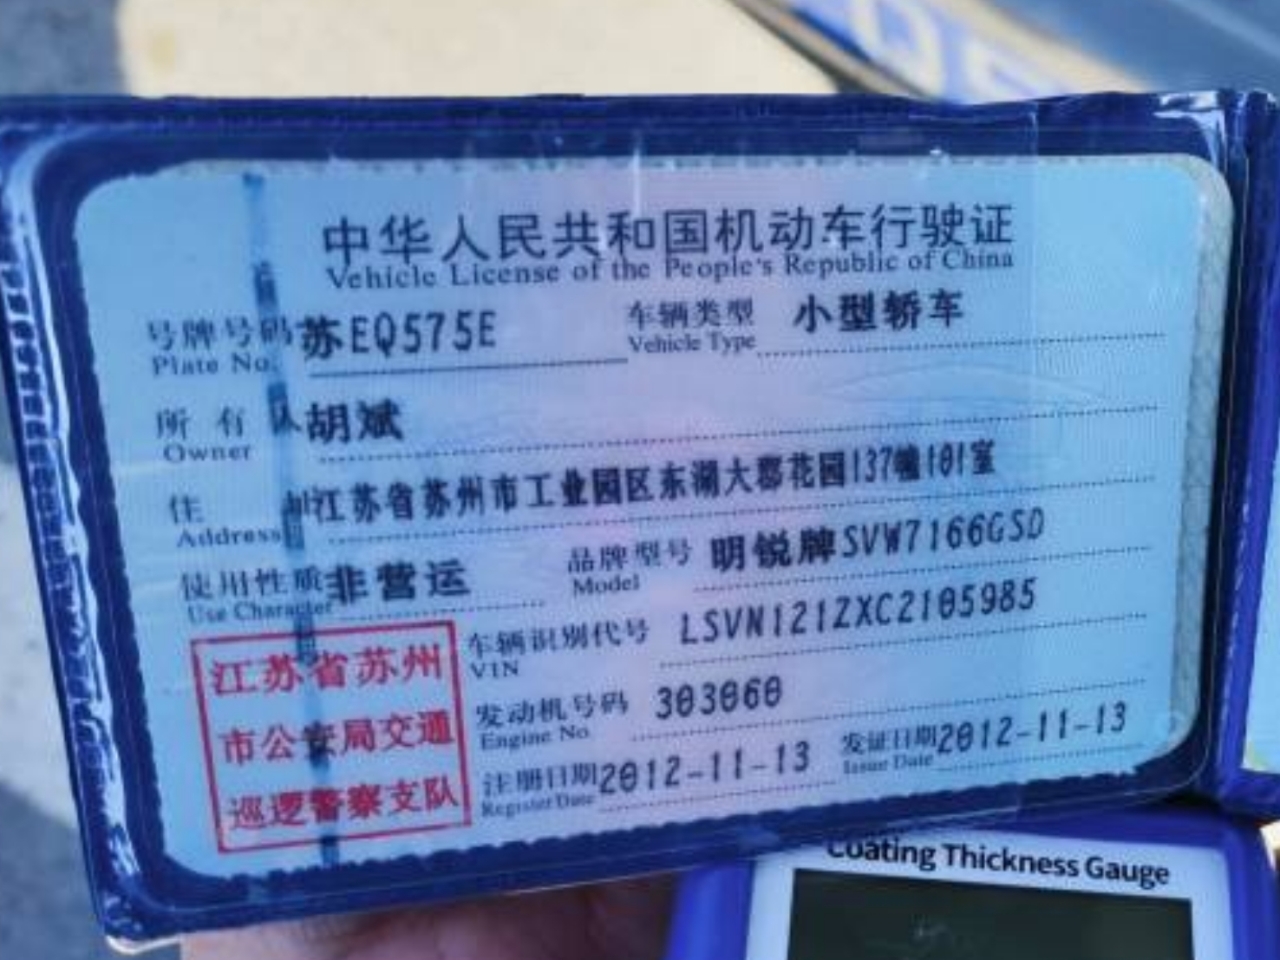 中华人民共和国机动车行驶证
Vehicle License of the People's Republic of China
号牌号码 苏EQ575E 车辆类型 小型轿车
Plate No. Vehicle Type
所有人 胡斌
Owner
住址 江苏省苏州市工业园区东湖大郡花园137幢101室
Address
使用性质 非营运 品牌型号 明锐牌SVW7166GSD
Use Character Model
江苏省苏州
市公安局交通
巡逻警察支队
车辆识别代号 LSVN121ZXC2105985
VIN
发动机号码 303060
Engine No.
注册日期 2012-11-13 发证日期 2012-11-13
Register Date Issue Date
Coating Thickness Gauge